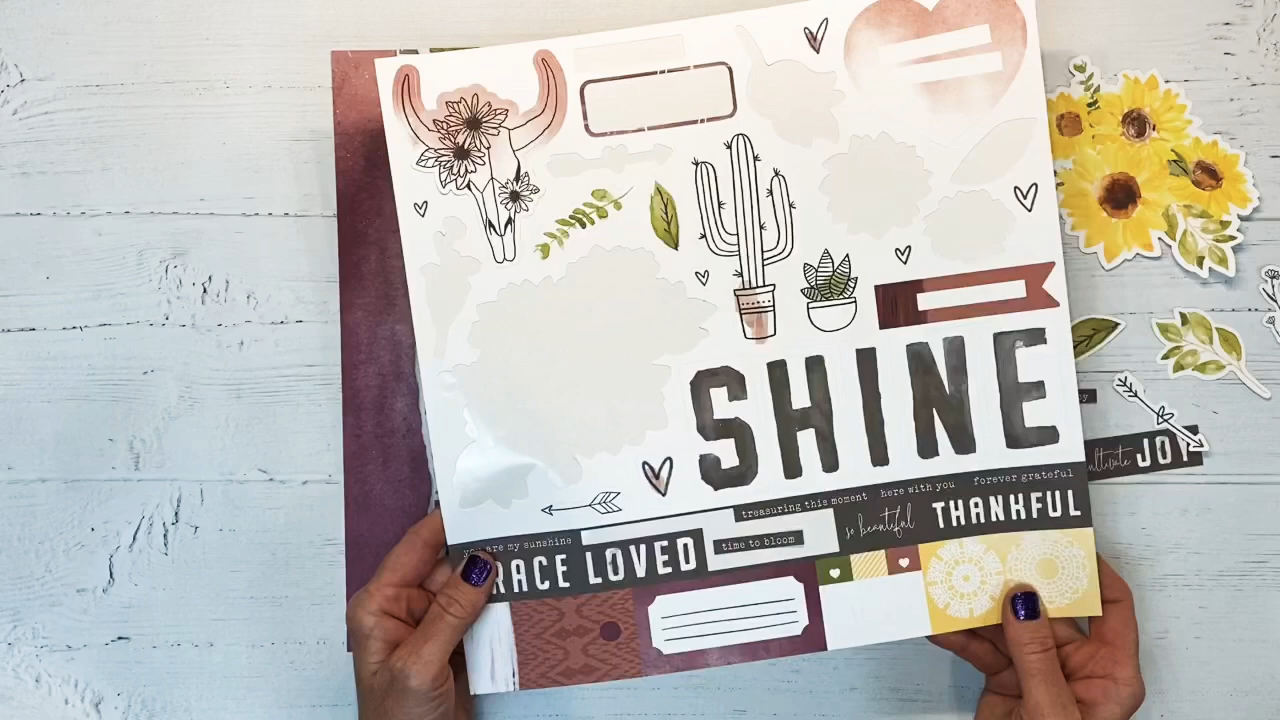 SHINE
treasuring this moment
here with you
forever grateful
you are my sunshine
LOVED
time to bloom
so beautiful
THANKFUL
JOY